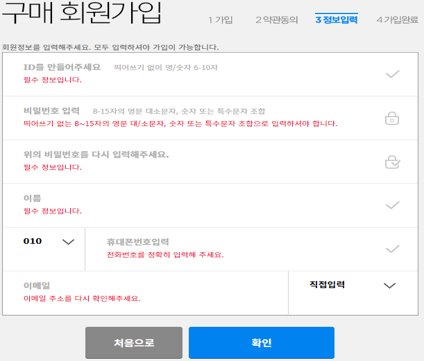 구매 회원가입
1 가입 2 약관동의 3 정보입력 4 가입완료
회원정보를 입력해주세요. 모두 입력하셔야 가입이 가능합니다.
ID를 만들어주세요 띄어쓰기 없이 영/숫자 6-10자
필수 정보입니다.
비밀번호 입력 8-15자의 영문 대소문자, 숫자 또는 특수문자 조합
띄어쓰기 없는 8~15자의 영문 대/소문자, 숫자 또는 특수문자 조합으로 입력하셔야 합니다.
위의 비밀번호를 다시 입력해주세요.
필수 정보입니다.
이름
필수 정보입니다.
010 휴대폰번호입력
전화번호를 정확히 입력해 주세요.
이메일 직접입력
이메일 주소를 다시 확인해주세요.
처음으로 확인